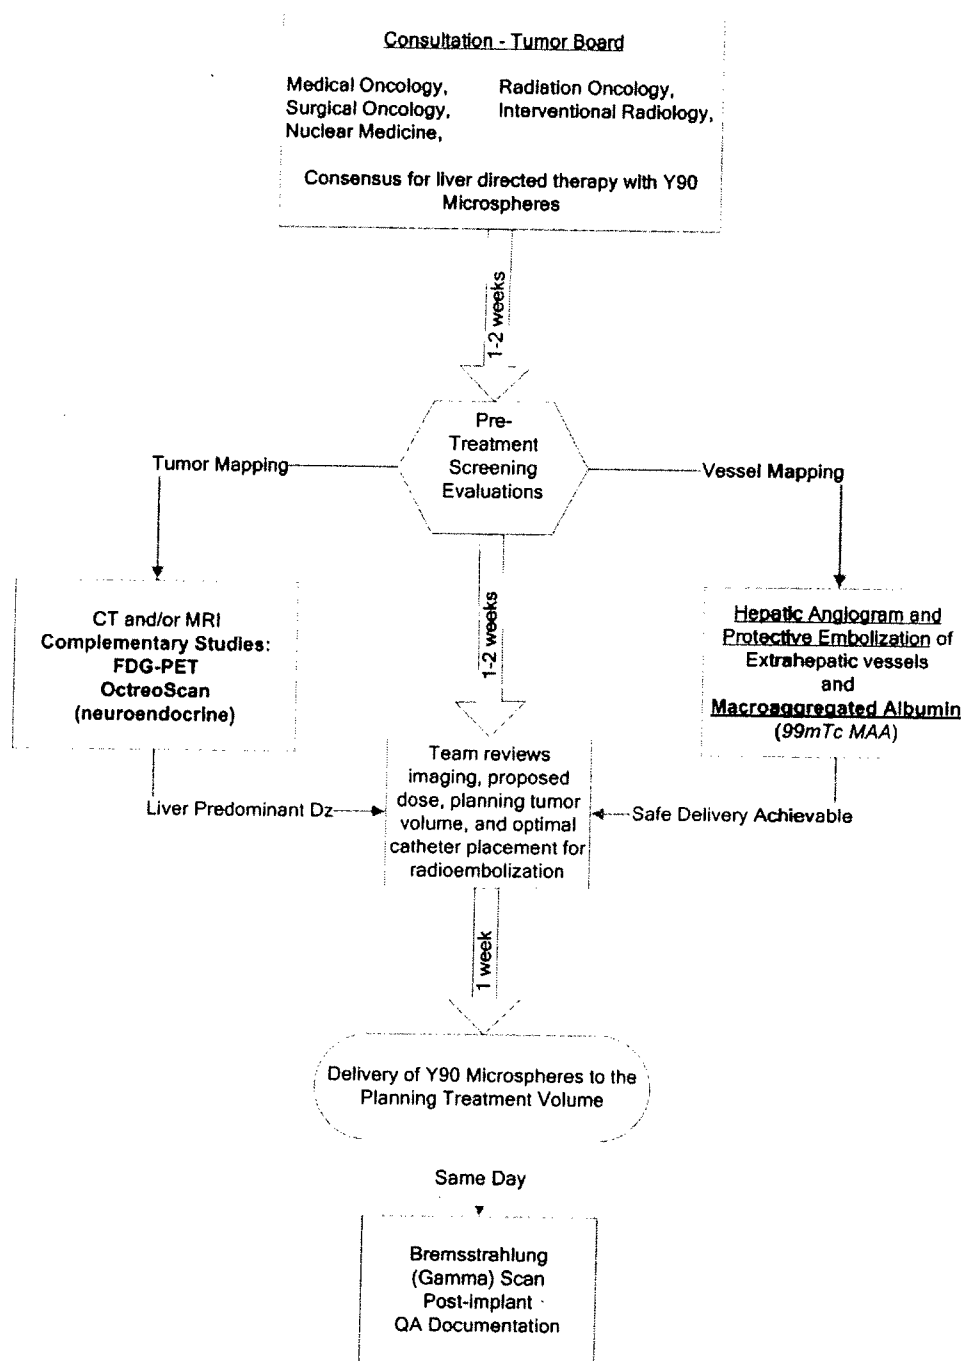 Consultation - Tumor Board
Medical Oncology, Radiation Oncology,
Surgical Oncology, Interventional Radiology,
Nuclear Medicine,
Consensus for liver directed therapy with Y90
Microspheres
1-2 weeks
Pre-
Treatment
Screening
Evaluations
Tumor Mapping
Vessel Mapping
CT and/or MRI
Complementary Studies:
FDG-PET
OctreoScan
(neuroendocrine)
1-2 weeks
Hepatic Angiogram and
Protective Embolization of
Extrahepatic vessels
and
Macroaggregated Albumin
(99mTc MAA)
Liver Predominant Dz
Team reviews
imaging, proposed
dose, planning tumor
volume, and optimal
catheter placement for
radioembolization
Safe Delivery Achievable
1 week
Delivery of Y90 Microspheres to the
Planning Treatment Volume
Same Day
Bremsstrahlung
(Gamma) Scan
Post-implant
QA Documentation